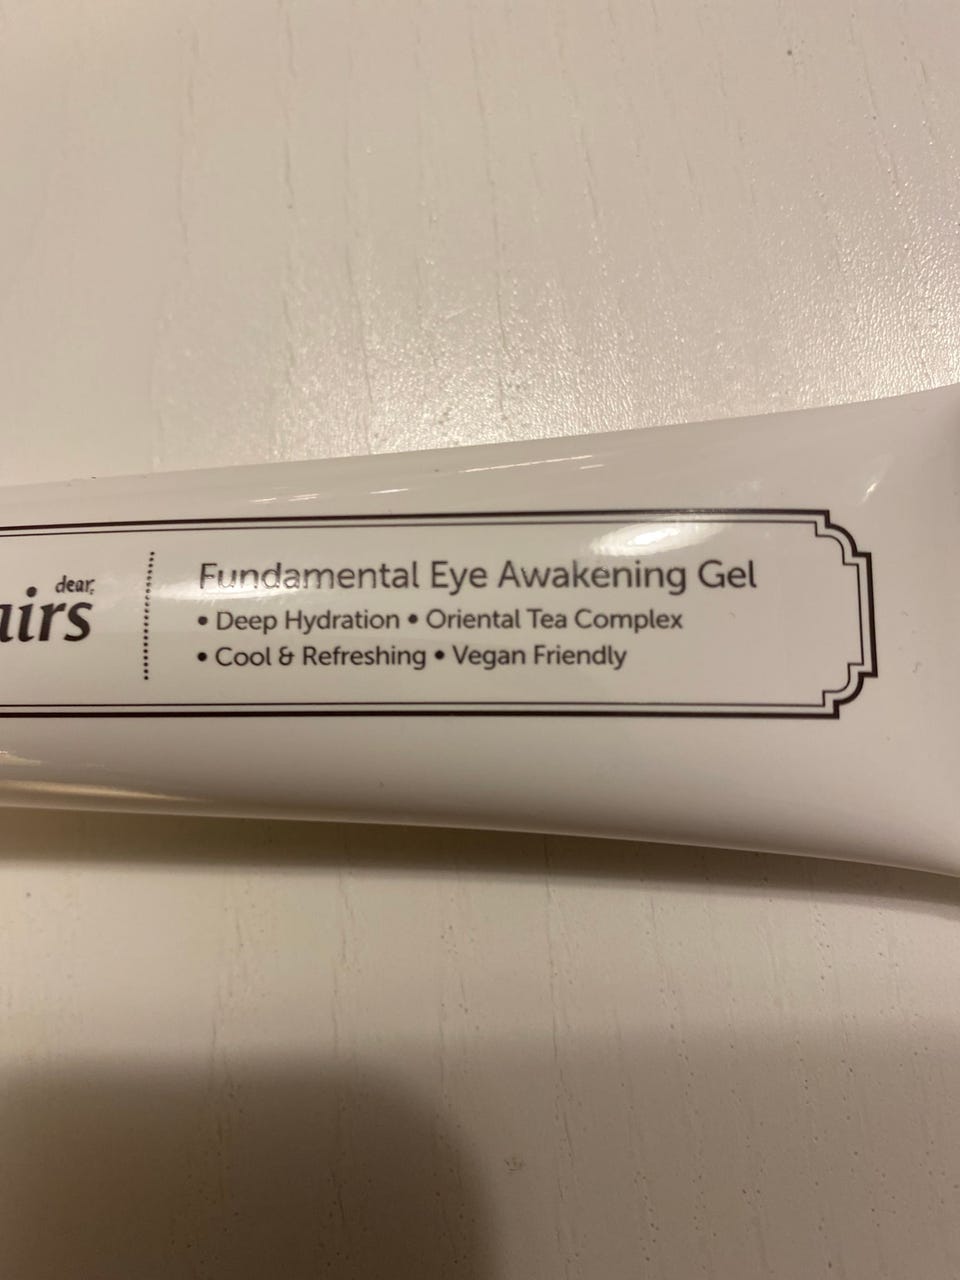 dear,
airs
Fundamental Eye Awakening Gel
• Deep Hydration • Oriental Tea Complex
• Cool & Refreshing • Vegan Friendly